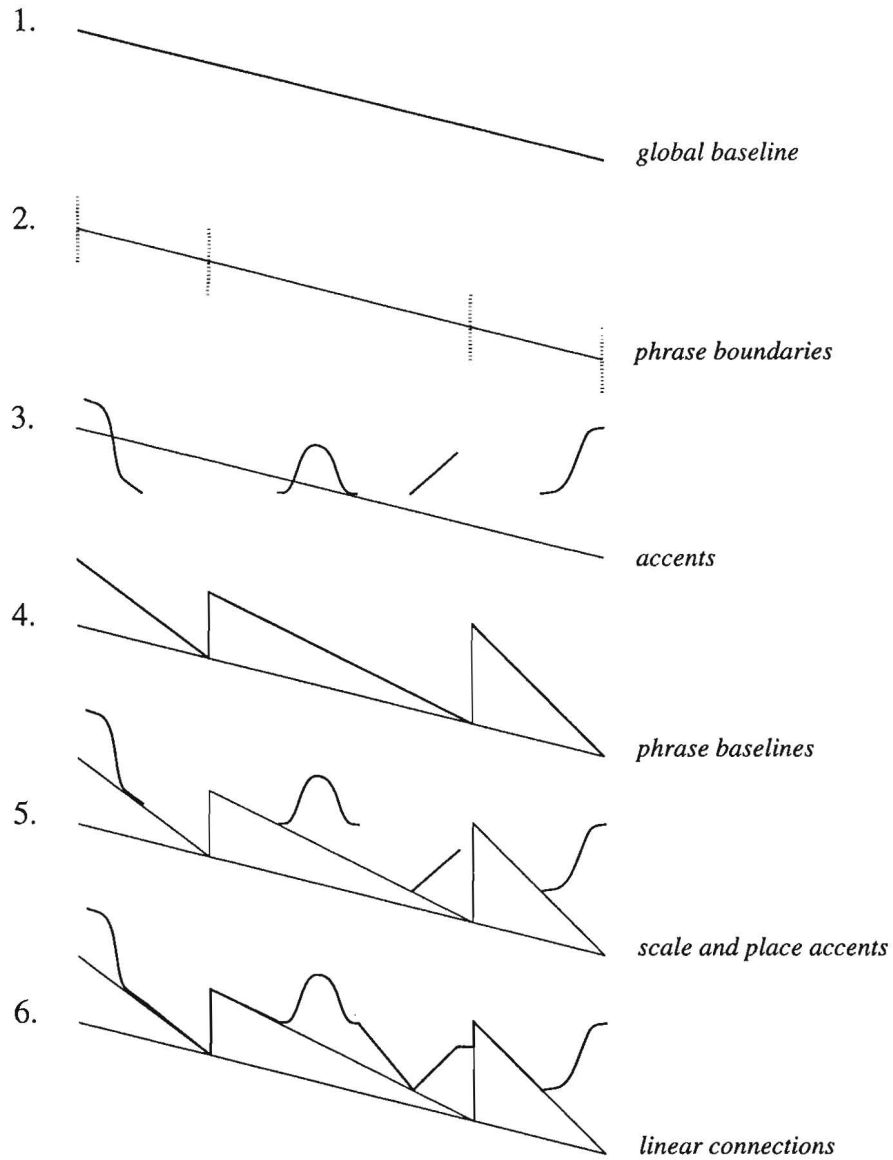 1.
global baseline
2.
phrase boundaries
3.
accents
4.
phrase baselines
5.
scale and place accents
6.
linear connections